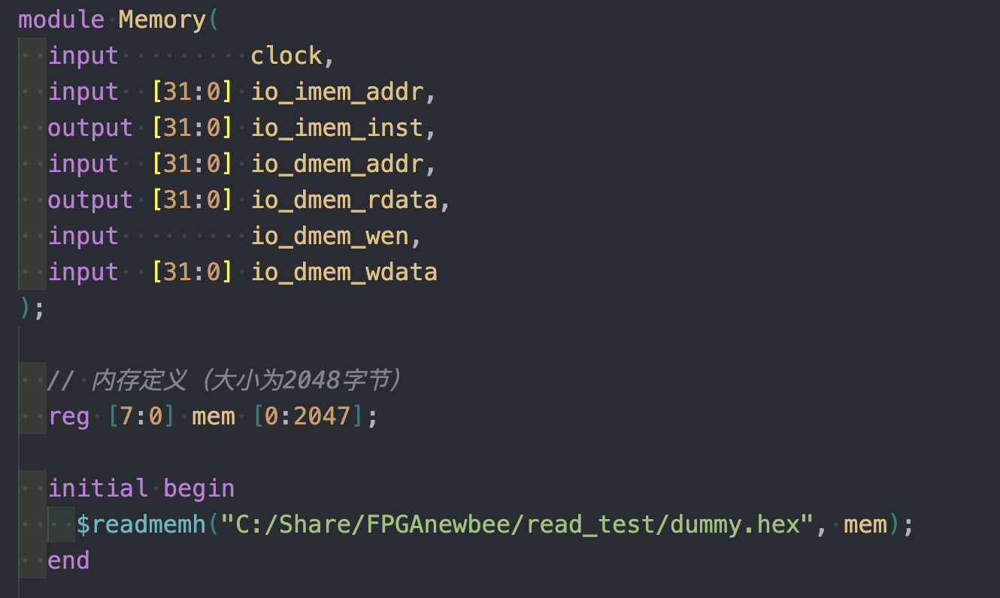 module Memory(
  input         clock,
  input  [31:0] io_imem_addr,
  output [31:0] io_imem_inst,
  input  [31:0] io_dmem_addr,
  output [31:0] io_dmem_rdata,
  input         io_dmem_wen,
  input  [31:0] io_dmem_wdata
);
  // 内存定义（大小为2048字节）
  reg [7:0] mem [0:2047];
  initial begin
    $readmemh("C:/Share/FPGAnewbee/read_test/dummy.hex", mem);
  end